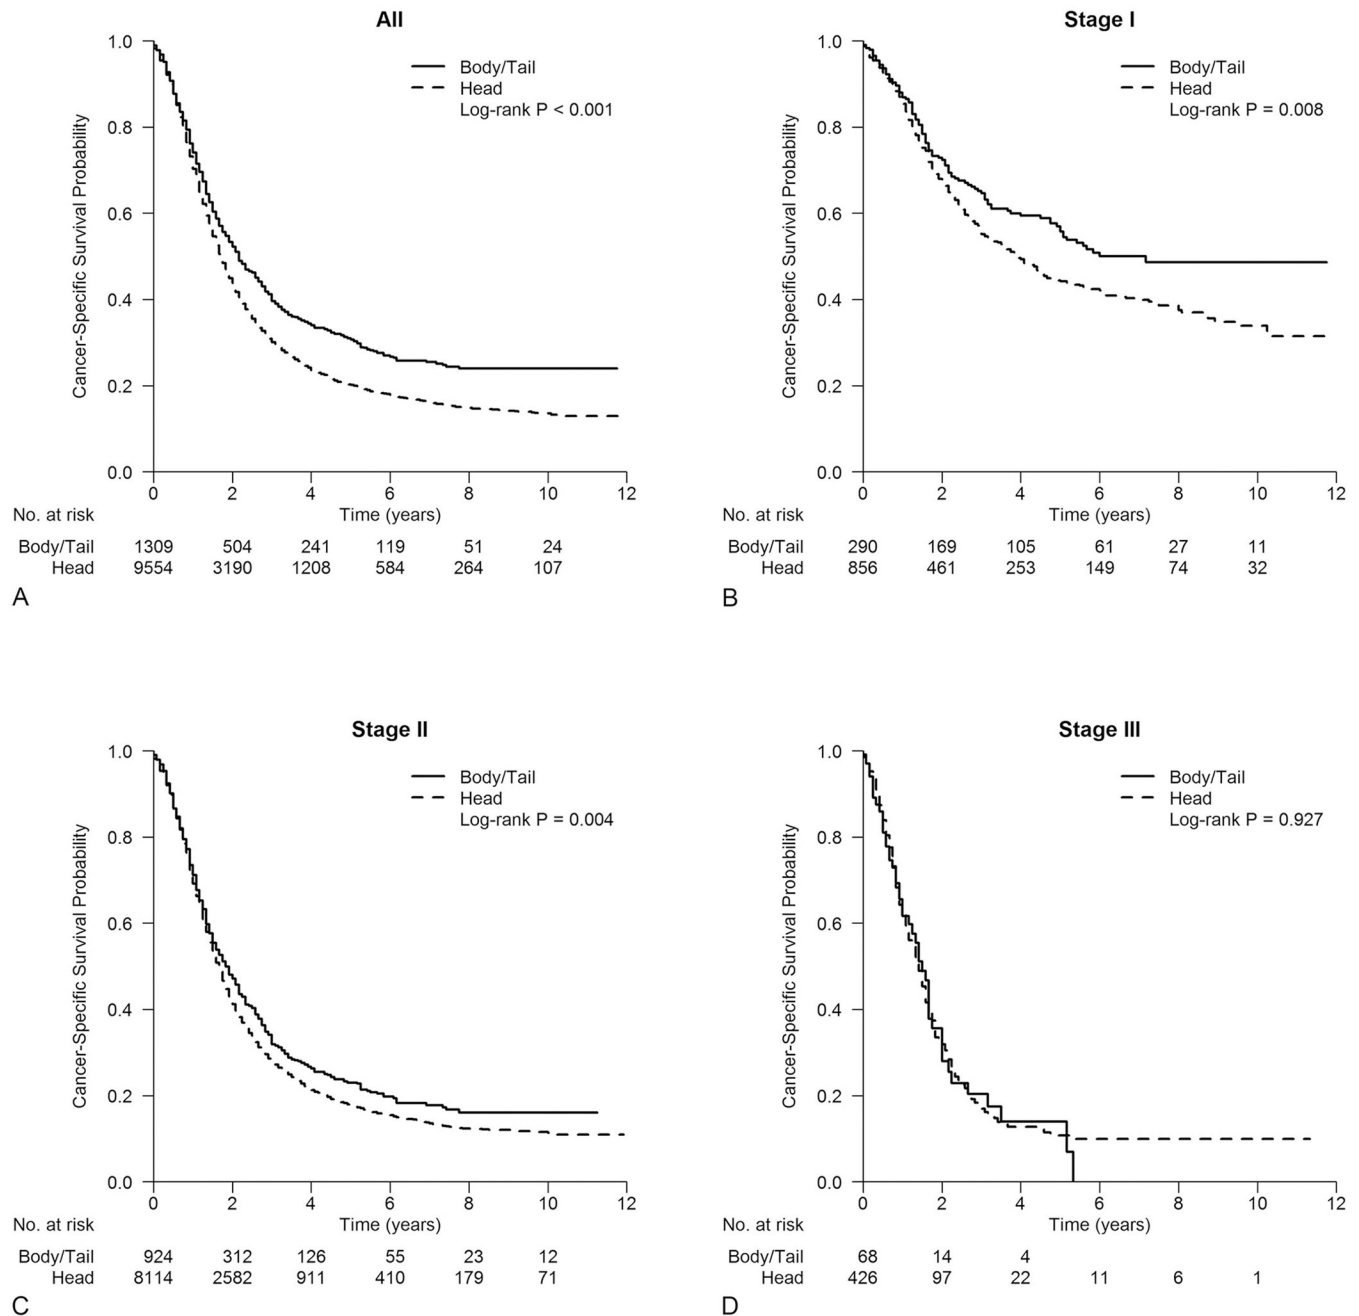 All
1.0
0.8
0.6
0.4
0.2
0.0
Cancer-Specific Survival Probability
Body/Tail
Head
Log-rank P < 0.001
0 2 4 6 8 10 12
No. at risk Time (years)
Body/Tail 1309 504 241 119 51 24
Head 9554 3190 1208 584 264 107
A
Stage I
1.0
0.8
0.6
0.4
0.2
0.0
Cancer-Specific Survival Probability
Body/Tail
Head
Log-rank P = 0.008
0 2 4 6 8 10 12
No. at risk Time (years)
Body/Tail 290 169 105 61 27 11
Head 856 461 253 149 74 32
B
Stage II
1.0
0.8
0.6
0.4
0.2
0.0
Cancer-Specific Survival Probability
Body/Tail
Head
Log-rank P = 0.004
0 2 4 6 8 10 12
No. at risk Time (years)
Body/Tail 924 312 126 55 23 12
Head 8114 2582 911 410 179 71
C
Stage III
1.0
0.8
0.6
0.4
0.2
0.0
Cancer-Specific Survival Probability
Body/Tail
Head
Log-rank P = 0.927
0 2 4 6 8 10 12
No. at risk Time (years)
Body/Tail 68 14 4
Head 426 97 22 11 6 1
D